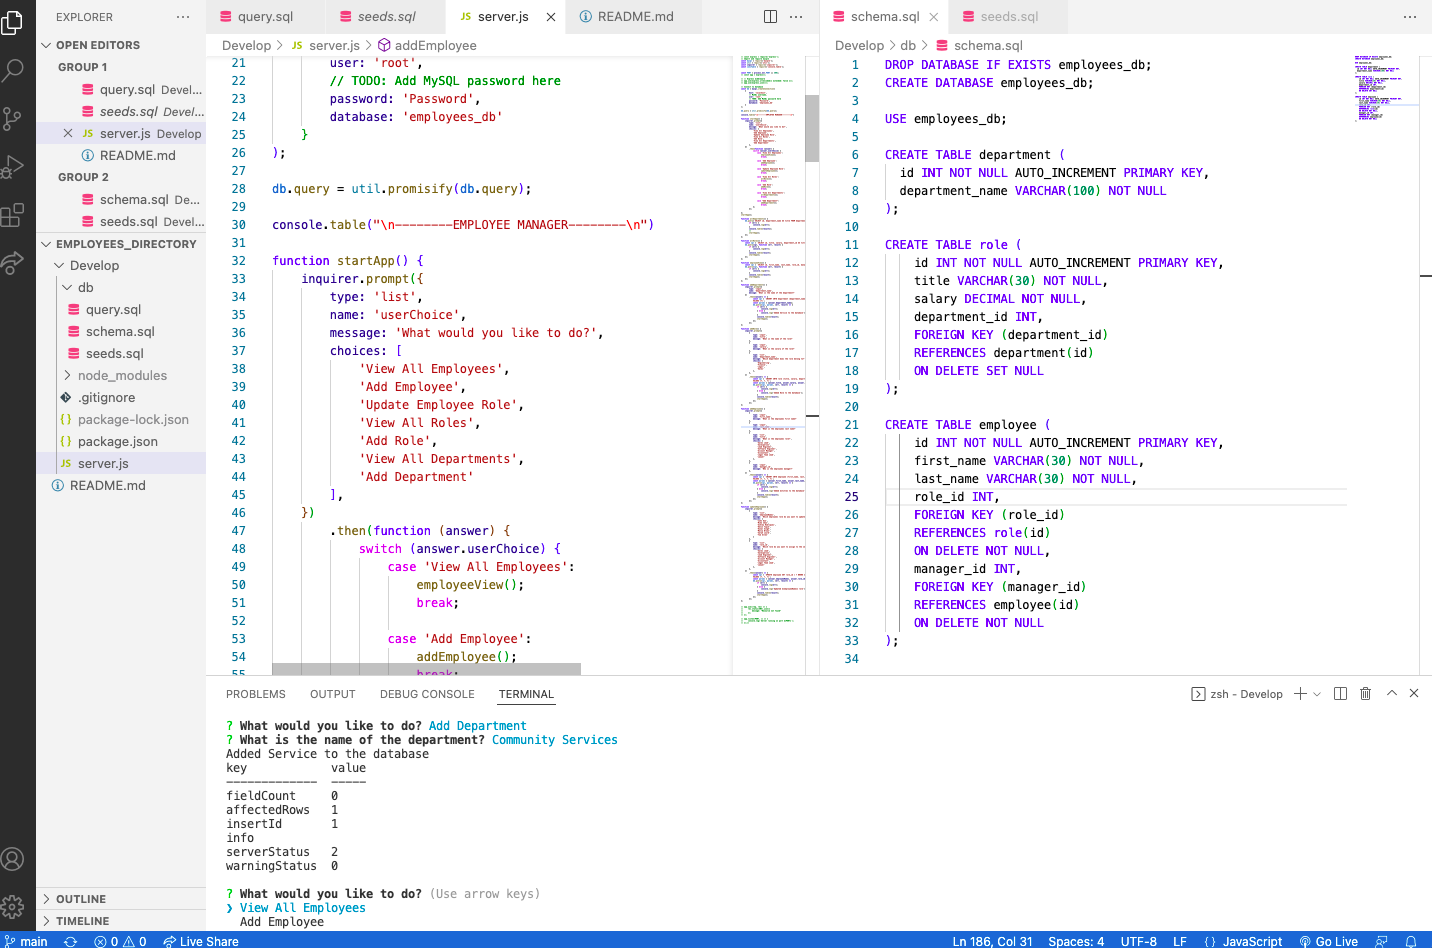 EXPLORER
OPEN EDITORS
GROUP 1
query.sql Devel...
seeds.sql Devel...
JS server.js Develop
README.md
GROUP 2
schema.sql De...
seeds.sql Devel...
EMPLOYEES_DIRECTORY
Develop
db
query.sql
schema.sql
seeds.sql
node_modules
.gitignore
{} package-lock.json
{} package.json
JS server.js
README.md
OUTLINE
TIMELINE
query.sql
seeds.sql
JS server.js
README.md
Develop > JS server.js > addEmployee
21 user: 'root',
22 // TODO: Add MySQL password here
23 password: 'Password',
24 database: 'employees_db'
25 }
26 );
27
28 db.query = util.promisify(db.query);
29
30 console.table("\n--------EMPLOYEE MANAGER--------\n")
31
32 function startApp() {
33 inquirer.prompt({
34 type: 'list',
35 name: 'userChoice',
36 message: 'What would you like to do?',
37 choices: [
38 'View All Employees',
39 'Add Employee',
40 'Update Employee Role',
41 'View All Roles',
42 'Add Role',
43 'View All Departments',
44 'Add Department'
45 ],
46 })
47 .then(function (answer) {
48 switch (answer.userChoice) {
49 case 'View All Employees':
50 employeeView();
51 break;
52
53 case 'Add Employee':
54 addEmployee();
55 break;
schema.sql
seeds.sql
Develop > db > schema.sql
1 DROP DATABASE IF EXISTS employees_db;
2 CREATE DATABASE employees_db;
3
4 USE employees_db;
5
6 CREATE TABLE department (
7 id INT NOT NULL AUTO_INCREMENT PRIMARY KEY,
8 department_name VARCHAR(100) NOT NULL
9 );
10
11 CREATE TABLE role (
12 id INT NOT NULL AUTO_INCREMENT PRIMARY KEY,
13 title VARCHAR(30) NOT NULL,
14 salary DECIMAL NOT NULL,
15 department_id INT,
16 FOREIGN KEY (department_id)
17 REFERENCES department(id)
18 ON DELETE SET NULL
19 );
20
21 CREATE TABLE employee (
22 id INT NOT NULL AUTO_INCREMENT PRIMARY KEY,
23 first_name VARCHAR(30) NOT NULL,
24 last_name VARCHAR(30) NOT NULL,
25 role_id INT,
26 FOREIGN KEY (role_id)
27 REFERENCES role(id)
28 ON DELETE NOT NULL,
29 manager_id INT,
30 FOREIGN KEY (manager_id)
31 REFERENCES employee(id)
32 ON DELETE NOT NULL
33 );
34
PROBLEMS OUTPUT DEBUG CONSOLE TERMINAL
zsh - Develop
? What would you like to do? Add Department
? What is the name of the department? Community Services
Added Service to the database
key value
------------- -----
fieldCount 0
affectedRows 1
insertId 1
info
serverStatus 2
warningStatus 0
? What would you like to do? (Use arrow keys)
❯ View All Employees
Add Employee
main 0 0 Live Share
Ln 186, Col 31 Spaces: 4 UTF-8 LF {} JavaScript Go Live